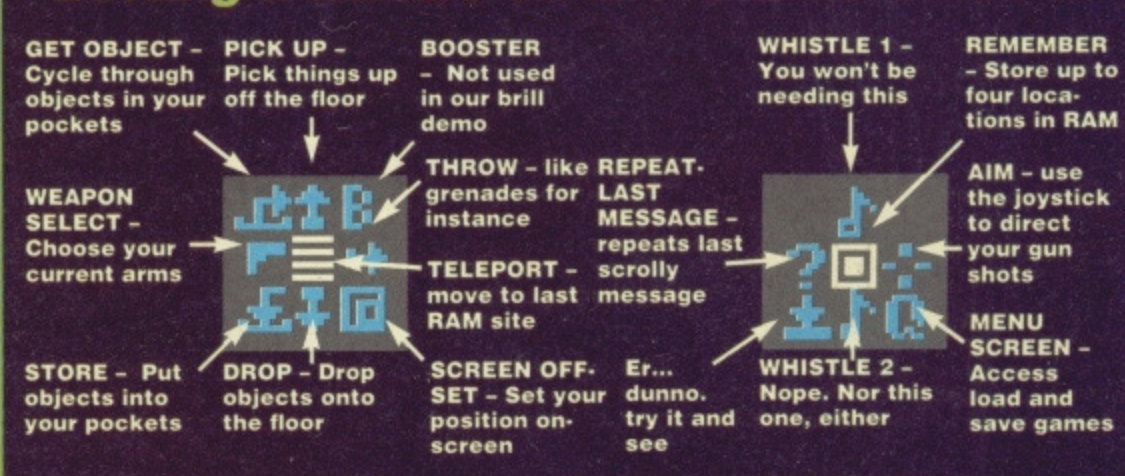 GET OBJECT –
Cycle through
objects in your
pockets
PICK UP –
Pick things up
off the floor
BOOSTER
– Not used
in our brill
demo
WEAPON
SELECT –
Choose your
current arms
THROW – like
grenades for
instance
TELEPORT –
move to last
RAM site
STORE – Put
objects into
your pockets
DROP – Drop
objects onto
the floor
SCREEN OFF-
SET – Set your
position on-
screen
B
WHISTLE 1 –
You won't be
needing this
REMEMBER
– Store up to
four loca-
tions in RAM
REPEAT-
LAST
MESSAGE –
repeats last
scrolly
message
AIM – use
the joystick
to direct
your gun
shots
?
Er...
dunno.
try it and
see
WHISTLE 2 –
Nope. Nor this
one, either
MENU
SCREEN –
Access
load and
save games